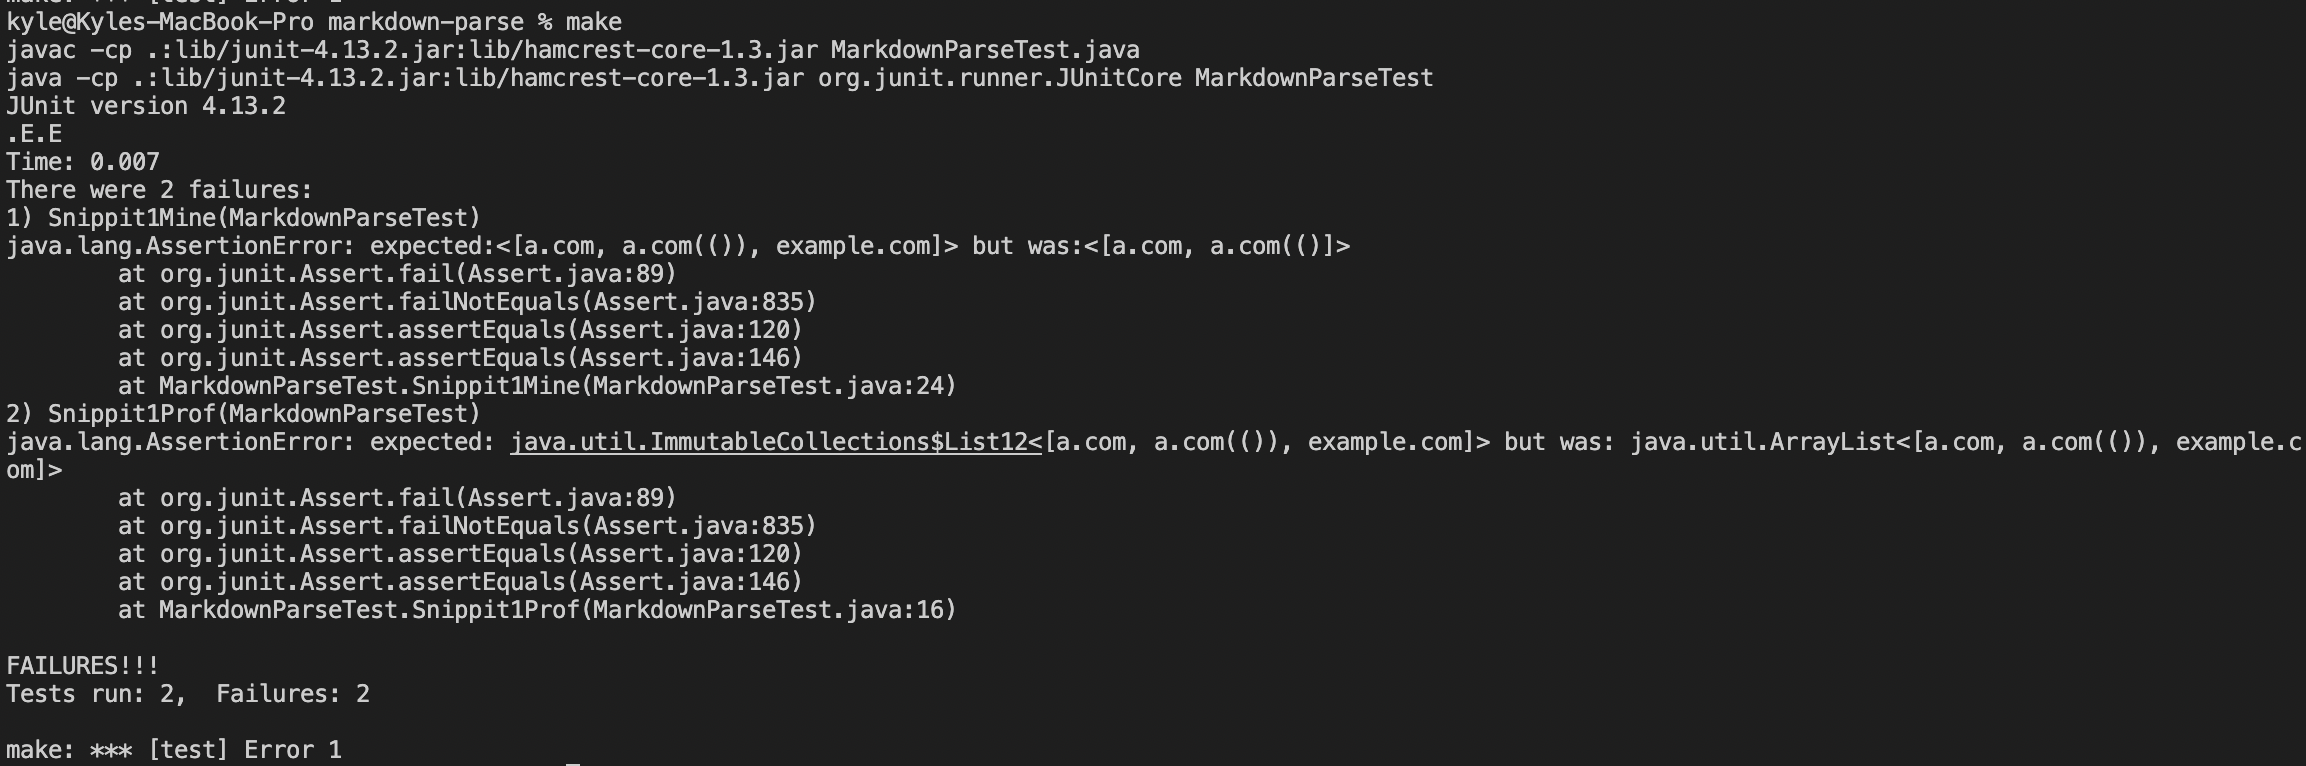 make: *** [test] Error 1
kyle@Kyles-MacBook-Pro markdown-parse % make
javac -cp .:lib/junit-4.13.2.jar:lib/hamcrest-core-1.3.jar MarkdownParseTest.java
java -cp .:lib/junit-4.13.2.jar:lib/hamcrest-core-1.3.jar org.junit.runner.JUnitCore MarkdownParseTest
JUnit version 4.13.2
.E.E
Time: 0.007
There were 2 failures:
1) Snippit1Mine(MarkdownParseTest)
java.lang.AssertionError: expected:<[a.com, a.com(()), example.com]> but was:<[a.com, a.com(()]>
        at org.junit.Assert.fail(Assert.java:89)
        at org.junit.Assert.failNotEquals(Assert.java:835)
        at org.junit.Assert.assertEquals(Assert.java:120)
        at org.junit.Assert.assertEquals(Assert.java:146)
        at MarkdownParseTest.Snippit1Mine(MarkdownParseTest.java:24)
2) Snippit1Prof(MarkdownParseTest)
java.lang.AssertionError: expected: java.util.ImmutableCollections$List12<[a.com, a.com(()), example.com]> but was: java.util.ArrayList<[a.com, a.com(()), example.c
om]>
        at org.junit.Assert.fail(Assert.java:89)
        at org.junit.Assert.failNotEquals(Assert.java:835)
        at org.junit.Assert.assertEquals(Assert.java:120)
        at org.junit.Assert.assertEquals(Assert.java:146)
        at MarkdownParseTest.Snippit1Prof(MarkdownParseTest.java:16)
FAILURES!!!
Tests run: 2,  Failures: 2
make: *** [test] Error 1